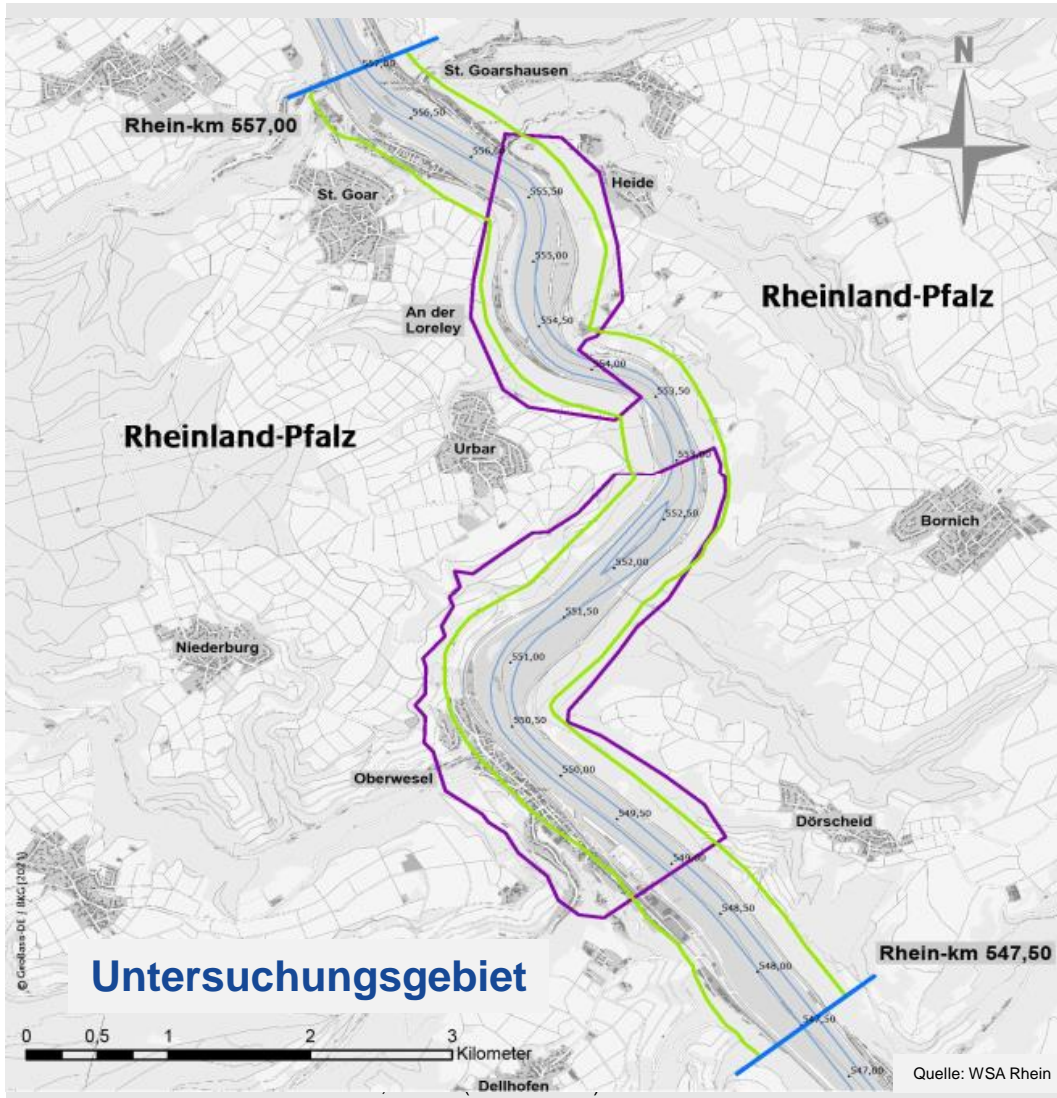 N
557,00
St. Goarshausen
Rhein-km 557,00
556,50
St. Goar
Heide
555,50
555,00
Rheinland-Pfalz
An der
Loreley
554,50
554,00
553,50
Rheinland-Pfalz
Urbar
553,00
552,50
Bornich
552,00
551,50
Niederburg
551,00
550,50
Oberwesel
550,00
549,50
Dörscheid
549,00
548,50
Rhein-km 547,50
548,00
Untersuchungsgebiet
547,50
0 0,5 1 2 3
Kilometer
547,00
Dellhofen
Quelle: WSA Rhein